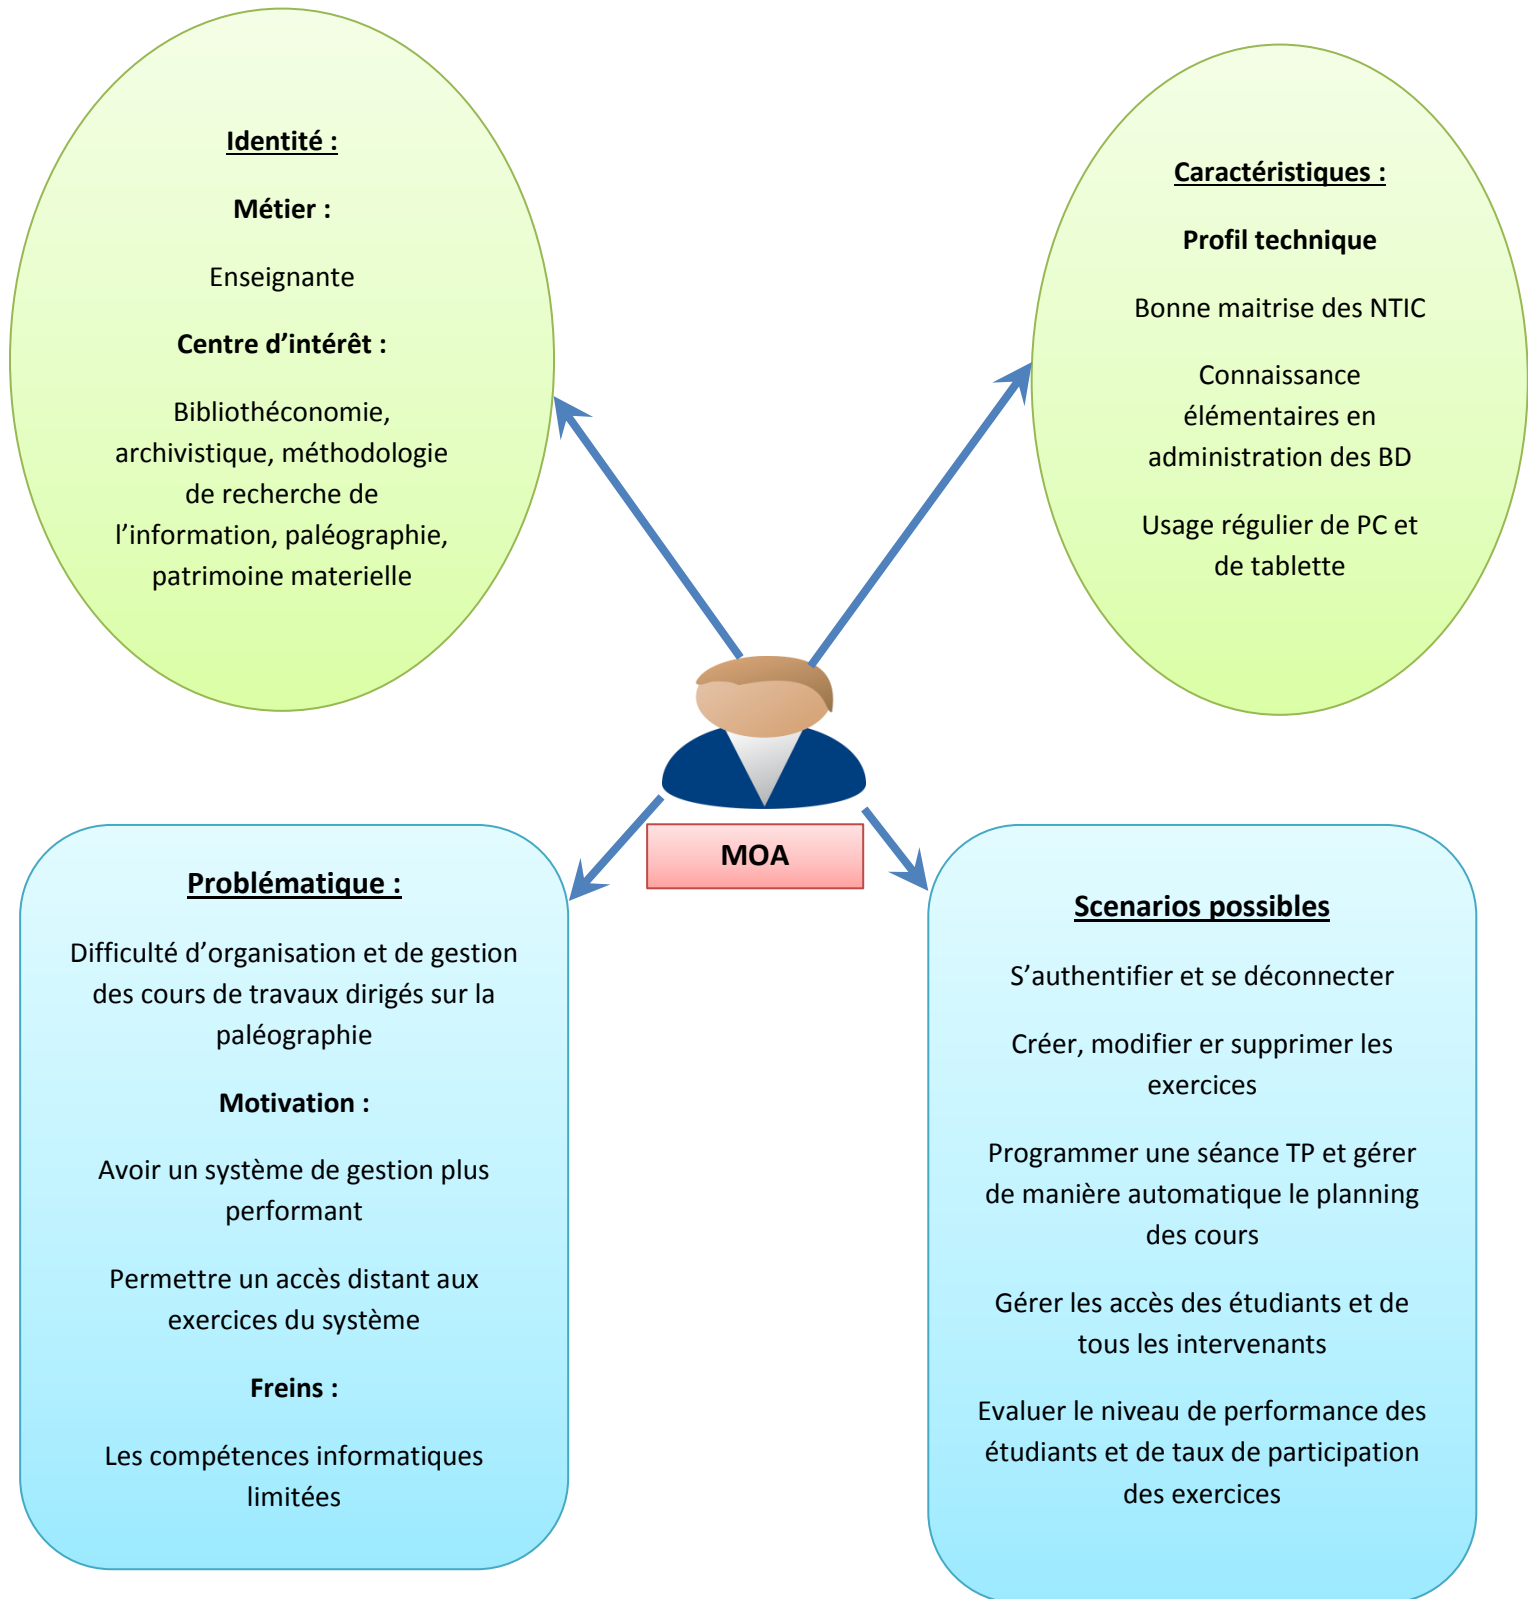 Identité :
Métier :
Enseignante
Centre d’intérêt :
Bibliothéconomie,
archivistique, méthodologie
de recherche de
l’information, paléographie,
patrimoine materielle
Caractéristiques :
Profil technique
Bonne maitrise des NTIC
Connaissance
élémentaires en
administration des BD
Usage régulier de PC et
de tablette
MOA
Problématique :
Difficulté d’organisation et de gestion
des cours de travaux dirigés sur la
paléographie
Motivation :
Avoir un système de gestion plus
performant
Permettre un accès distant aux
exercices du système
Freins :
Les compétences informatiques
limitées
Scenarios possibles
S’authentifier et se déconnecter
Créer, modifier er supprimer les
exercices
Programmer une séance TP et gérer
de manière automatique le planning
des cours
Gérer les accès des étudiants et de
tous les intervenants
Evaluer le niveau de performance des
étudiants et de taux de participation
des exercices